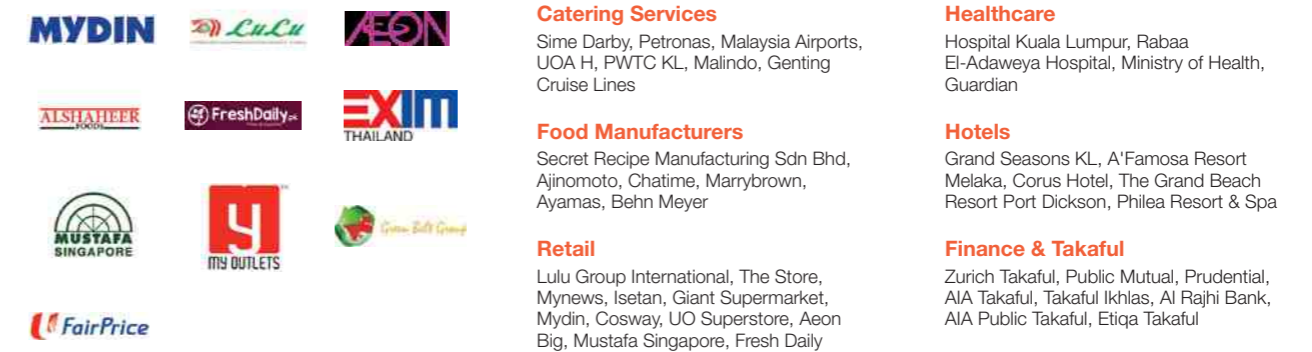 MYDIN
LuLu
AEON
ALSHAHEER
FOODS
FreshDaily.pk
EXIM
THAILAND
MUSTAFA
SINGAPORE
y
MY OUTLETS
Green Belt Group
FairPrice
Catering Services
Sime Darby, Petronas, Malaysia Airports,
UOA H, PWTC KL, Malindo, Genting
Cruise Lines
Food Manufacturers
Secret Recipe Manufacturing Sdn Bhd,
Ajinomoto, Chatime, Marrybrown,
Ayamas, Behn Meyer
Retail
Lulu Group International, The Store,
Mynews, Isetan, Giant Supermarket,
Mydin, Cosway, UO Superstore, Aeon
Big, Mustafa Singapore, Fresh Daily
Healthcare
Hospital Kuala Lumpur, Rabaa
El-Adaweya Hospital, Ministry of Health,
Guardian
Hotels
Grand Seasons KL, A'Famosa Resort
Melaka, Corus Hotel, The Grand Beach
Resort Port Dickson, Philea Resort & Spa
Finance & Takaful
Zurich Takaful, Public Mutual, Prudential,
AIA Takaful, Takaful Ikhlas, Al Rajhi Bank,
AIA Public Takaful, Etiqa Takaful